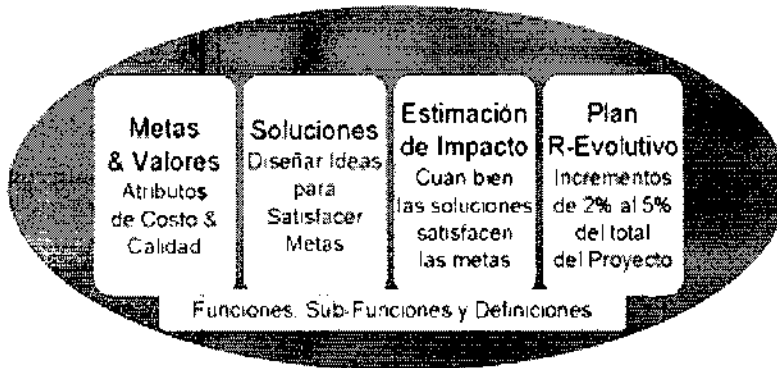 Metas
& Valores
Atributos
de Costo &
Calidad
Soluciones
Diseñar Ideas
para
Satisfacer
Metas
Estimación
de Impacto
Cuan bien
las soluciones
satisfacen
las metas
Plan
R-Evolutivo
Incrementos
de 2% al 5%
del total
del Proyecto
Funciones, Sub-Funciones y Definiciones